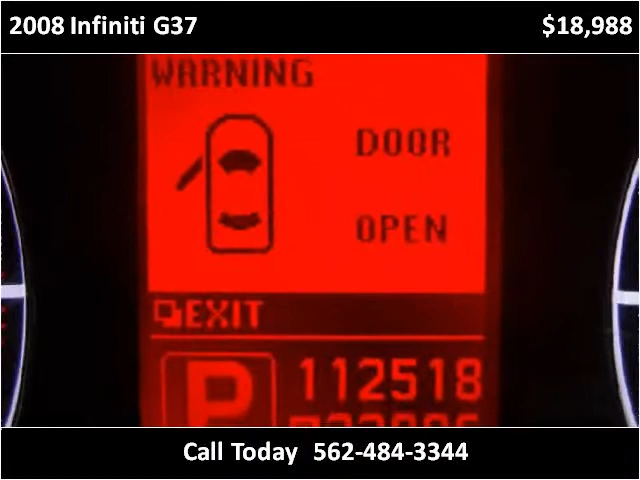 2008 Infiniti G37 $18,988
WARNING
DOOR
OPEN
EXIT
P 112518
Call Today 562-484-3344